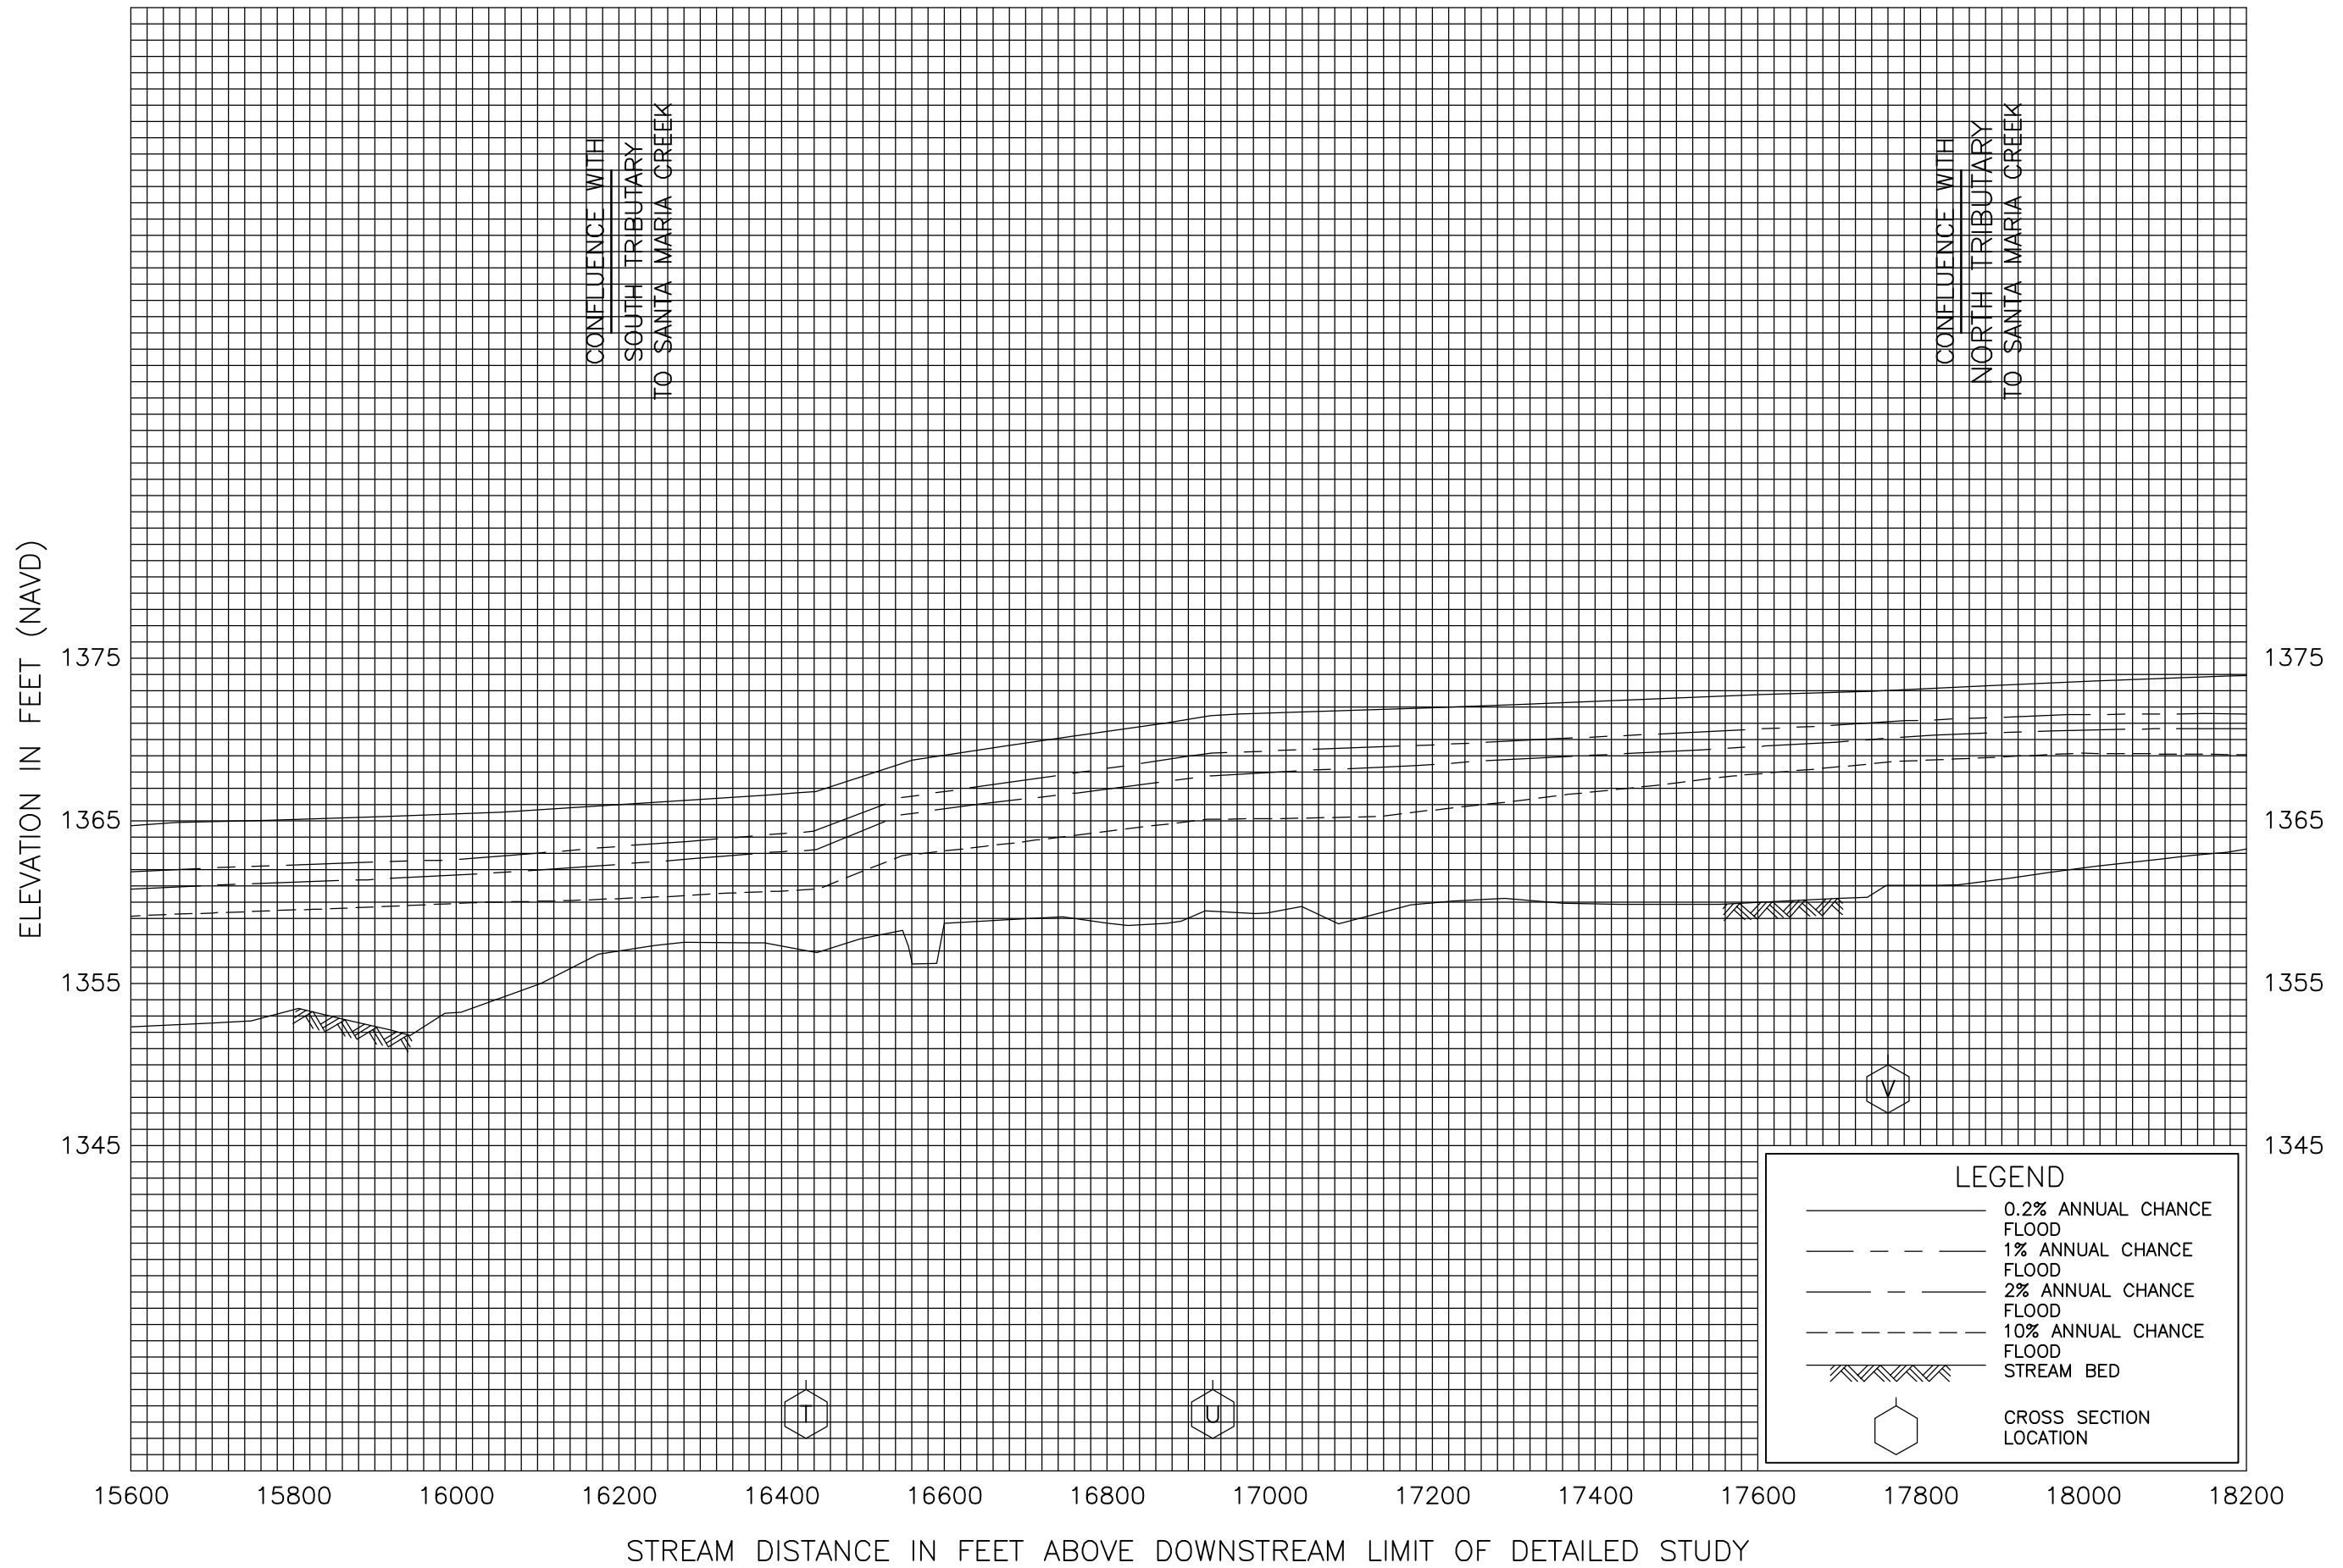 CONFLUENCE WITH
SOUTH TRIBUTARY
TO SANTA MARIA CREEK
CONFLUENCE WITH
NORTH TRIBUTARY
TO SANTA MARIA CREEK
ELEVATION IN FEET (NAVD)
1375
1365
1355
1345
1375
1365
1355
1345
V
T
U
LEGEND
0.2% ANNUAL CHANCE
FLOOD
1% ANNUAL CHANCE
FLOOD
2% ANNUAL CHANCE
FLOOD
10% ANNUAL CHANCE
FLOOD
STREAM BED
CROSS SECTION
LOCATION
15600 15800 16000 16200 16400 16600 16800 17000 17200 17400 17600 17800 18000 18200
STREAM DISTANCE IN FEET ABOVE DOWNSTREAM LIMIT OF DETAILED STUDY